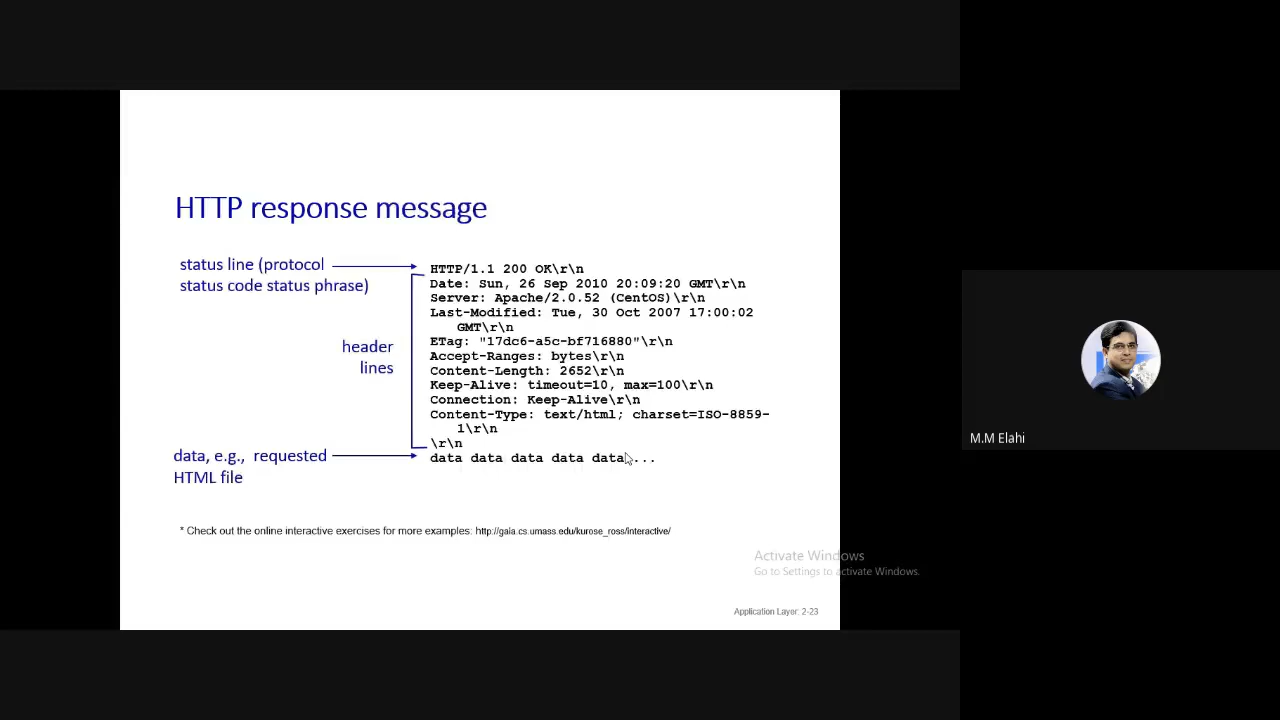 HTTP response message
status line (protocol
status code status phrase)
header
lines
data, e.g., requested
HTML file
HTTP/1.1 200 OK\r\n
Date: Sun, 26 Sep 2010 20:09:20 GMT\r\n
Server: Apache/2.0.52 (CentOS)\r\n
Last-Modified: Tue, 30 Oct 2007 17:00:02
GMT\r\n
ETag: "17dc6-a5c-bf716880"\r\n
Accept-Ranges: bytes\r\n
Content-Length: 2652\r\n
Keep-Alive: timeout=10, max=100\r\n
Connection: Keep-Alive\r\n
Content-Type: text/html; charset=ISO-8859-
1\r\n
\r\n
data data data data data ...
* Check out the online interactive exercises for more examples: http://gaia.cs.umass.edu/kurose_ross/interactive/
Activate Windows
Go to Settings to activate Windows.
Application Layer: 2-23
M.M Elahi